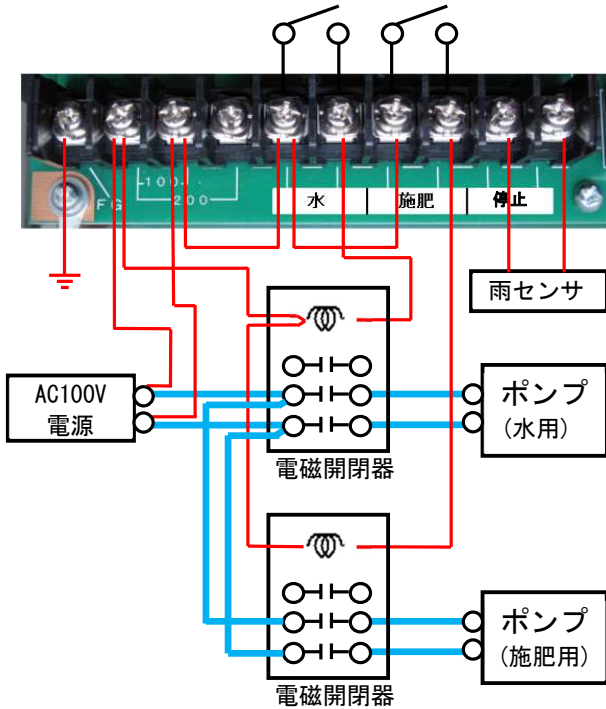 FG
100
200
水
施肥
停止
雨センサ
AC100V
電源
電磁開閉器
ポンプ
(水用)
電磁開閉器
ポンプ
(施肥用)